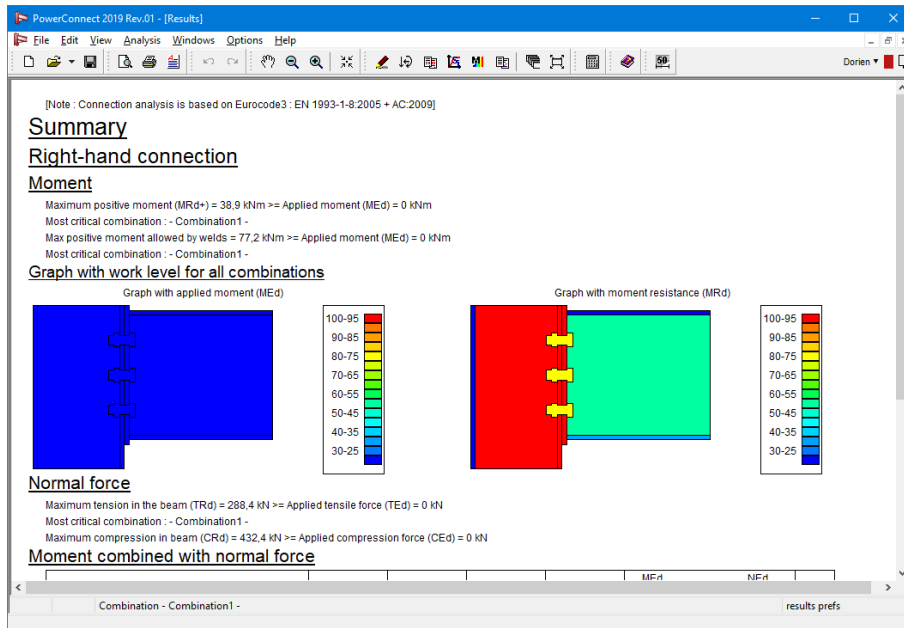 PowerConnect 2019 Rev.01 - [Results]
File Edit View Analysis Windows Options Help
50-
Dorien
[Note : Connection analysis is based on Eurocode3 : EN 1993-1-8:2005 + AC:2009]
Summary
Right-hand connection
Moment
Maximum positive moment (MRd+) = 38,9 kNm >= Applied moment (MEd) = 0 kNm
Most critical combination : - Combination1 -
Max positive moment allowed by welds = 77,2 kNm >= Applied moment (MEd) = 0 kNm
Most critical combination : - Combination1 -
Graph with work level for all combinations
Graph with applied moment (MEd)
100-95
90-85
80-75
70-65
60-55
50-45
40-35
30-25
Graph with moment resistance (MRd)
100-95
90-85
80-75
70-65
60-55
50-45
40-35
30-25
Normal force
Maximum tension in the beam (TRd) = 288,4 kN >= Applied tensile force (TEd) = 0 kN
Most critical combination : - Combination1 -
Maximum compression in beam (CRd) = 432,4 kN >= Applied compression force (CEd) = 0 kN
Moment combined with normal force
MEd NEd
Combination - Combination1 - results prefs